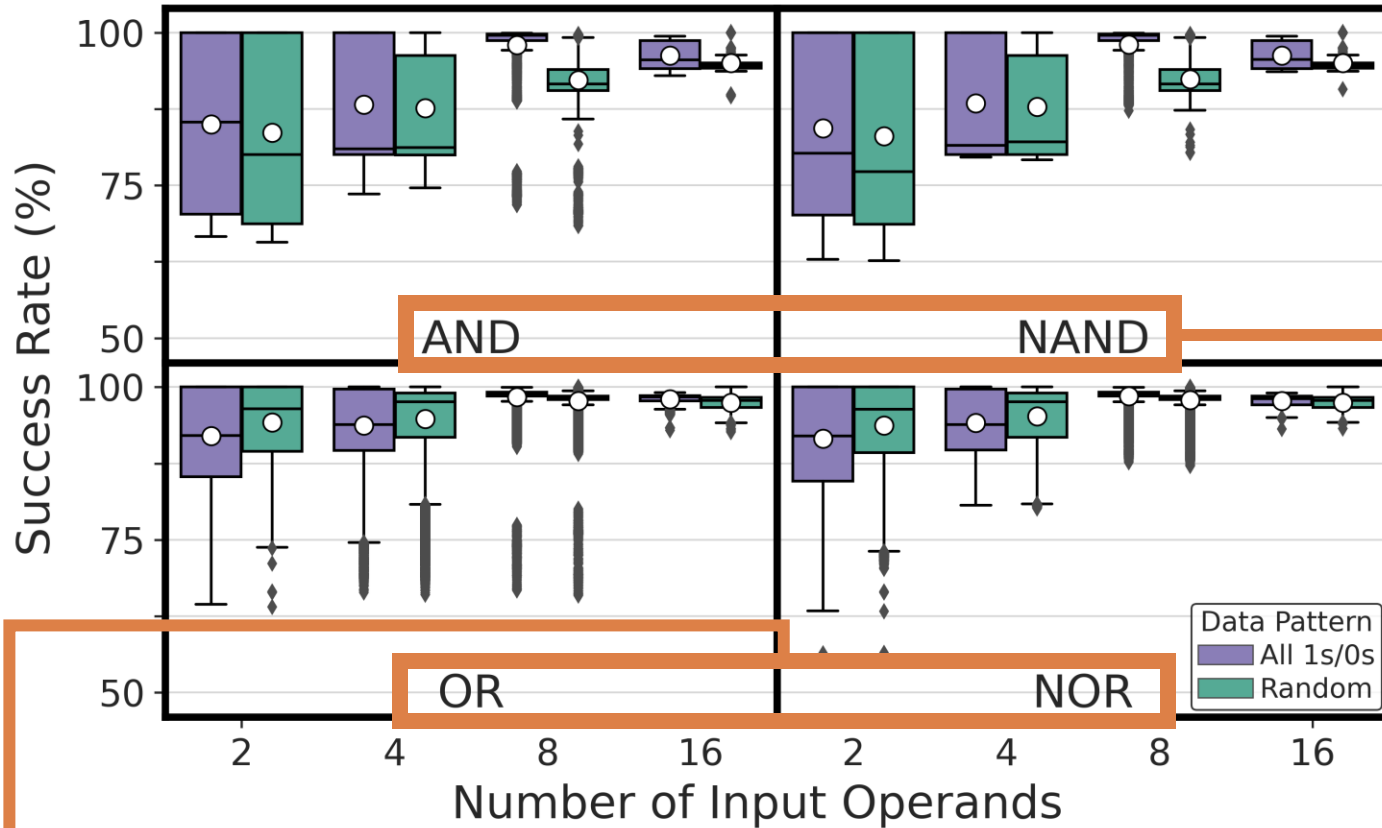 Success Rate (%)
100
75
50
AND
NAND
100
75
50
OR
NOR
Data Pattern
All 1s/0s
Random
2 4 8 16 2 4 8 16
Number of Input Operands